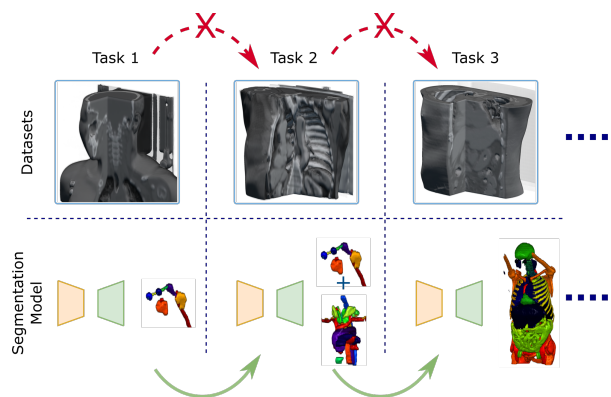 Task 1
Task 2
Task 3
Datasets
Segmentation
Model